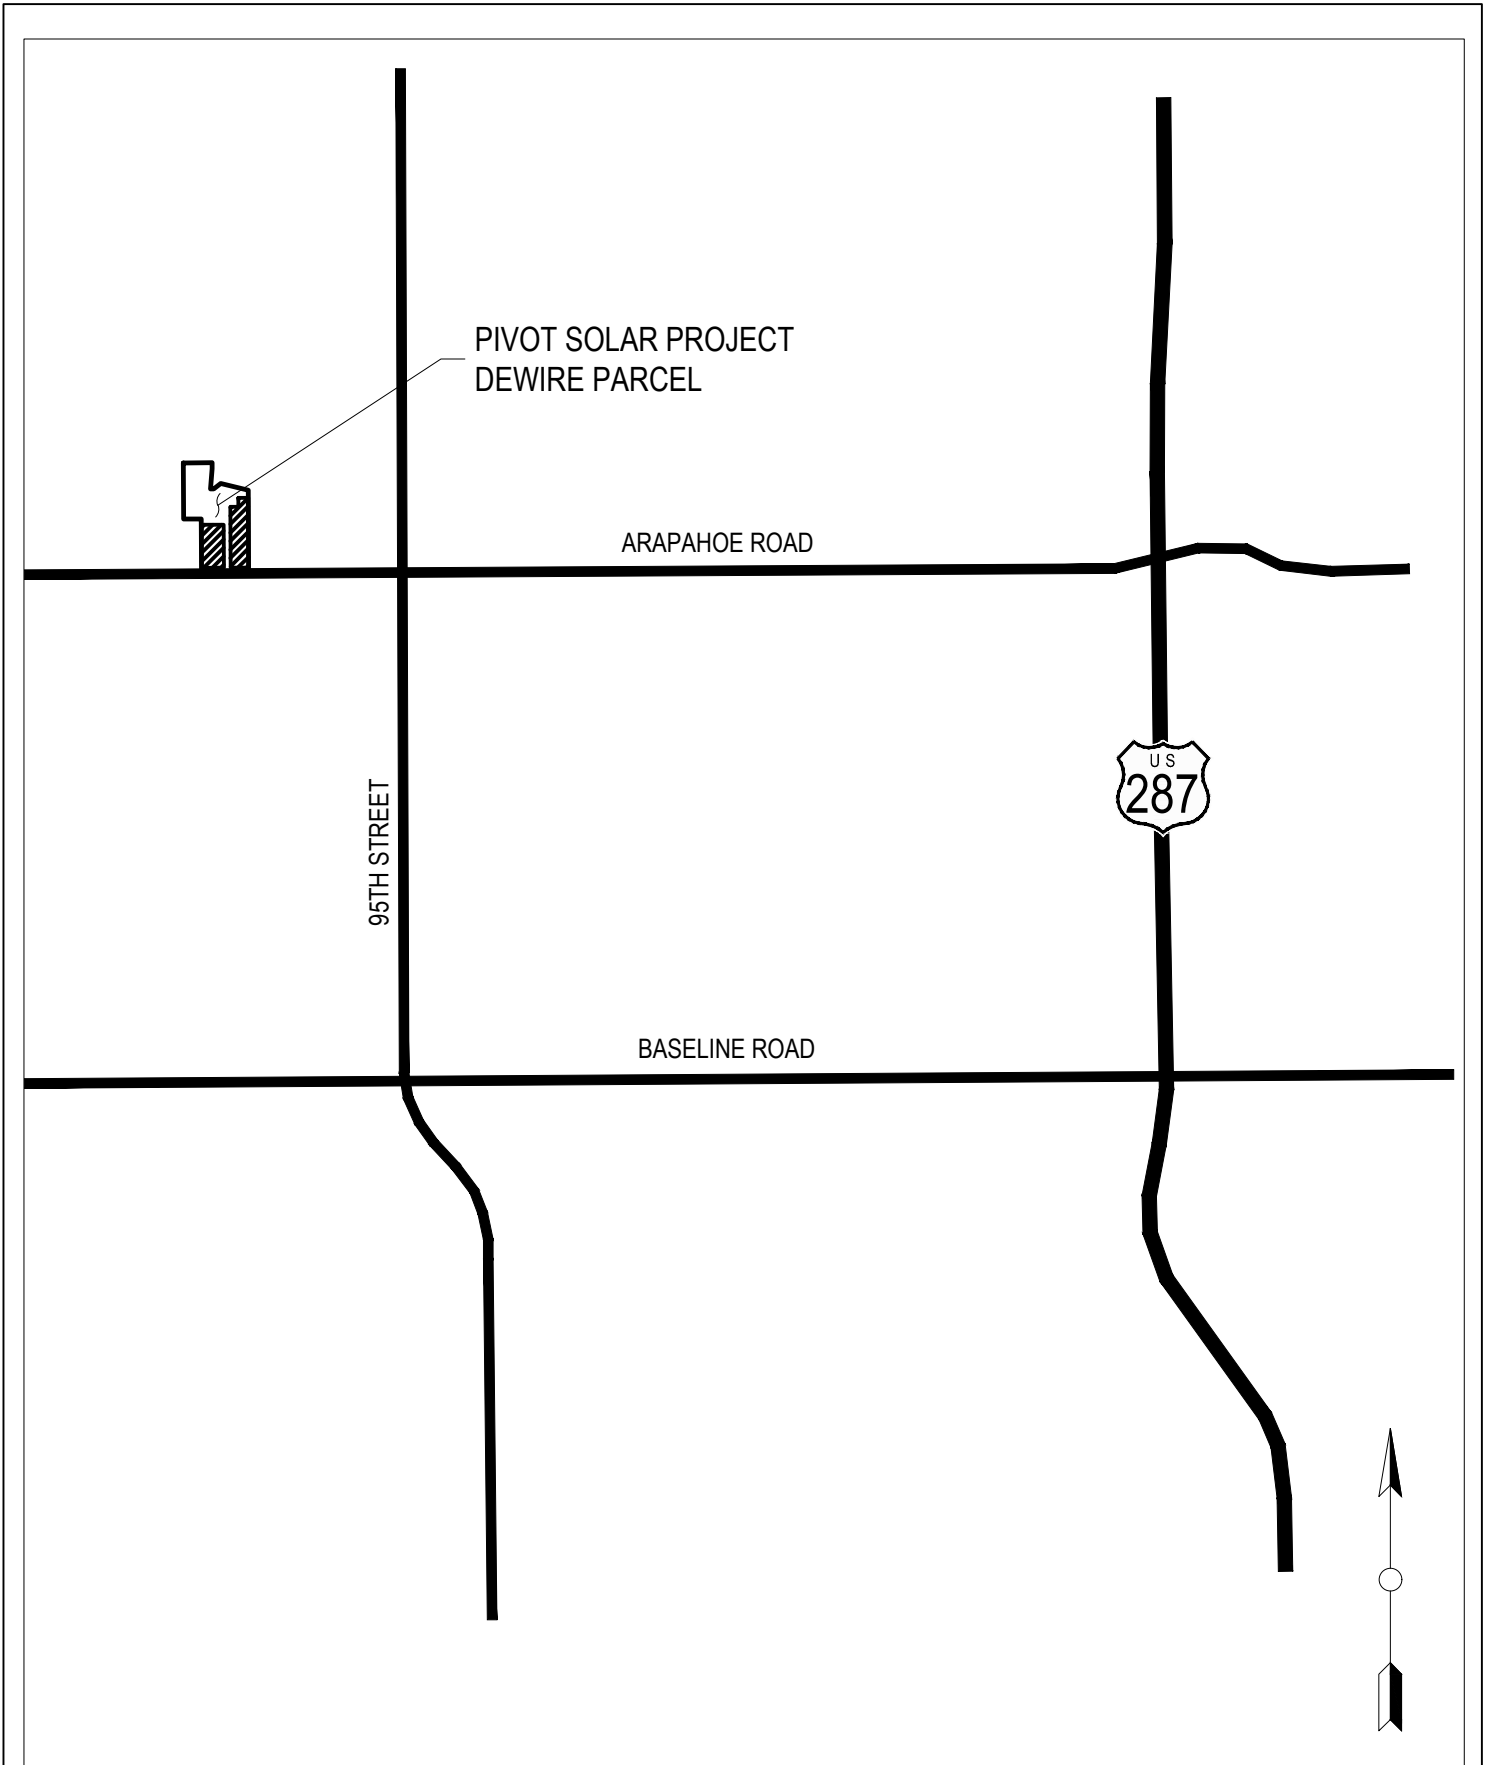 PIVOT SOLAR PROJECT
DEWIRE PARCEL
ARAPAHOE ROAD
US
287
95TH STREET
BASELINE ROAD